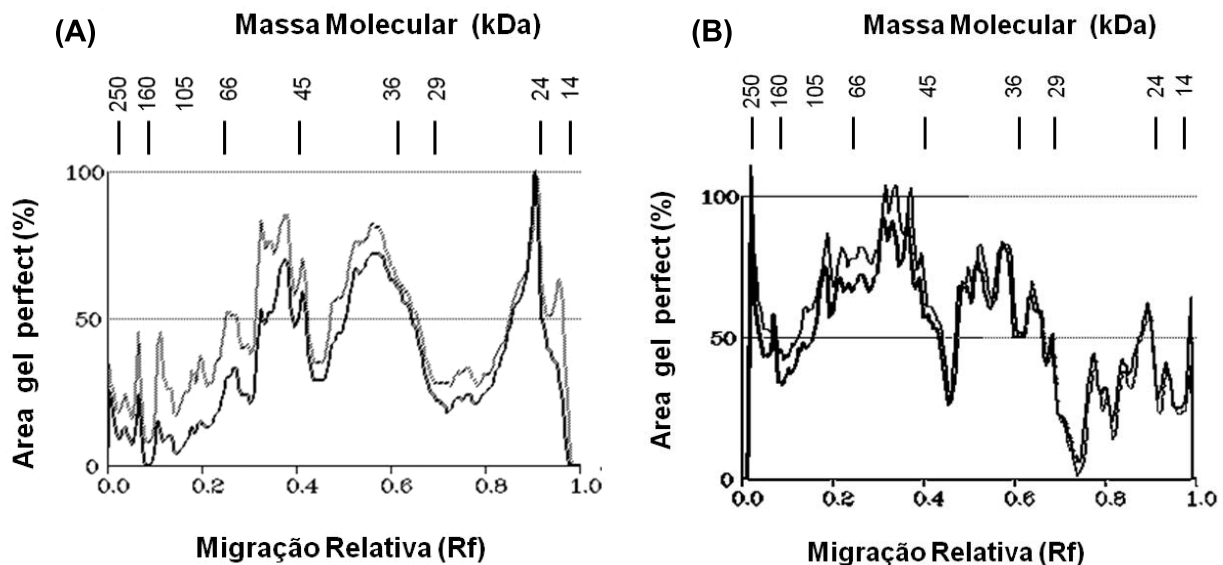 (A)
Massa Molecular (kDa)
250 160 105 66 45 36 29 24 14
Area gel perfect (%)
100
50
0
0.0 0.2 0.4 0.6 0.8 1.0
Migração Relativa (Rf)
(B)
Massa Molecular (kDa)
250 160 105 66 45 36 29 24 14
Area gel perfect (%)
100
50
0
0.0 0.2 0.4 0.6 0.8 1.0
Migração Relativa (Rf)